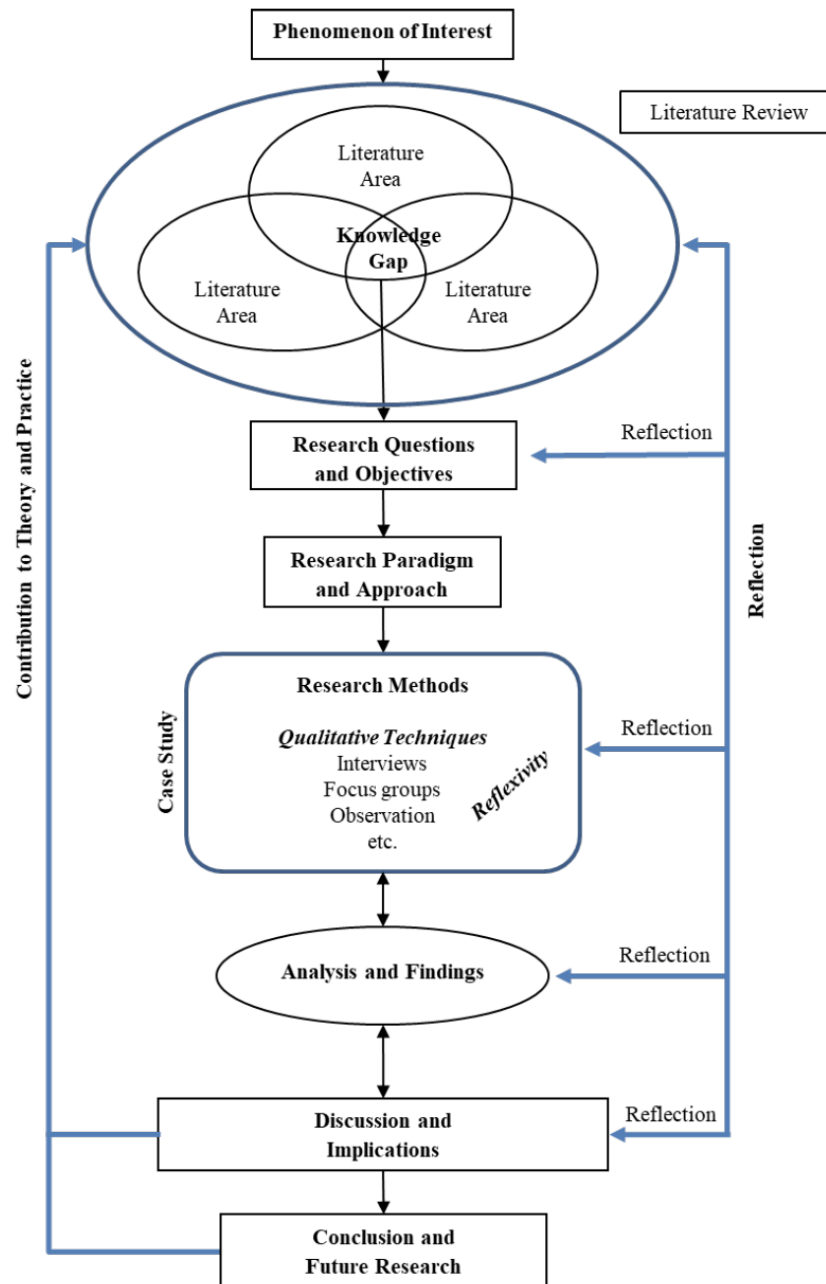 Phenomenon of Interest
Literature Review
Literature
Area
Knowledge
Gap
Literature
Area
Literature
Area
Contribution to Theory and Practice
Research Questions
and Objectives
Reflection
Research Paradigm
and Approach
Reflection
Case Study
Research Methods
Qualitative Techniques
Interviews
Focus groups
Observation
etc.
Reflexivity
Reflection
Analysis and Findings
Reflection
Discussion and
Implications
Reflection
Conclusion and
Future Research